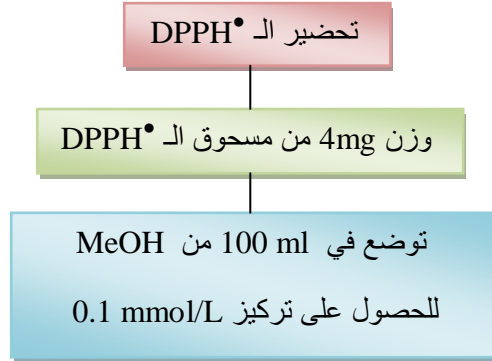 تحضير الـ DPPH•
وزن 4mg من مسحوق الـ DPPH•
توضع في 100 ml من MeOH
للحصول على تركيز 0.1 mmol/L